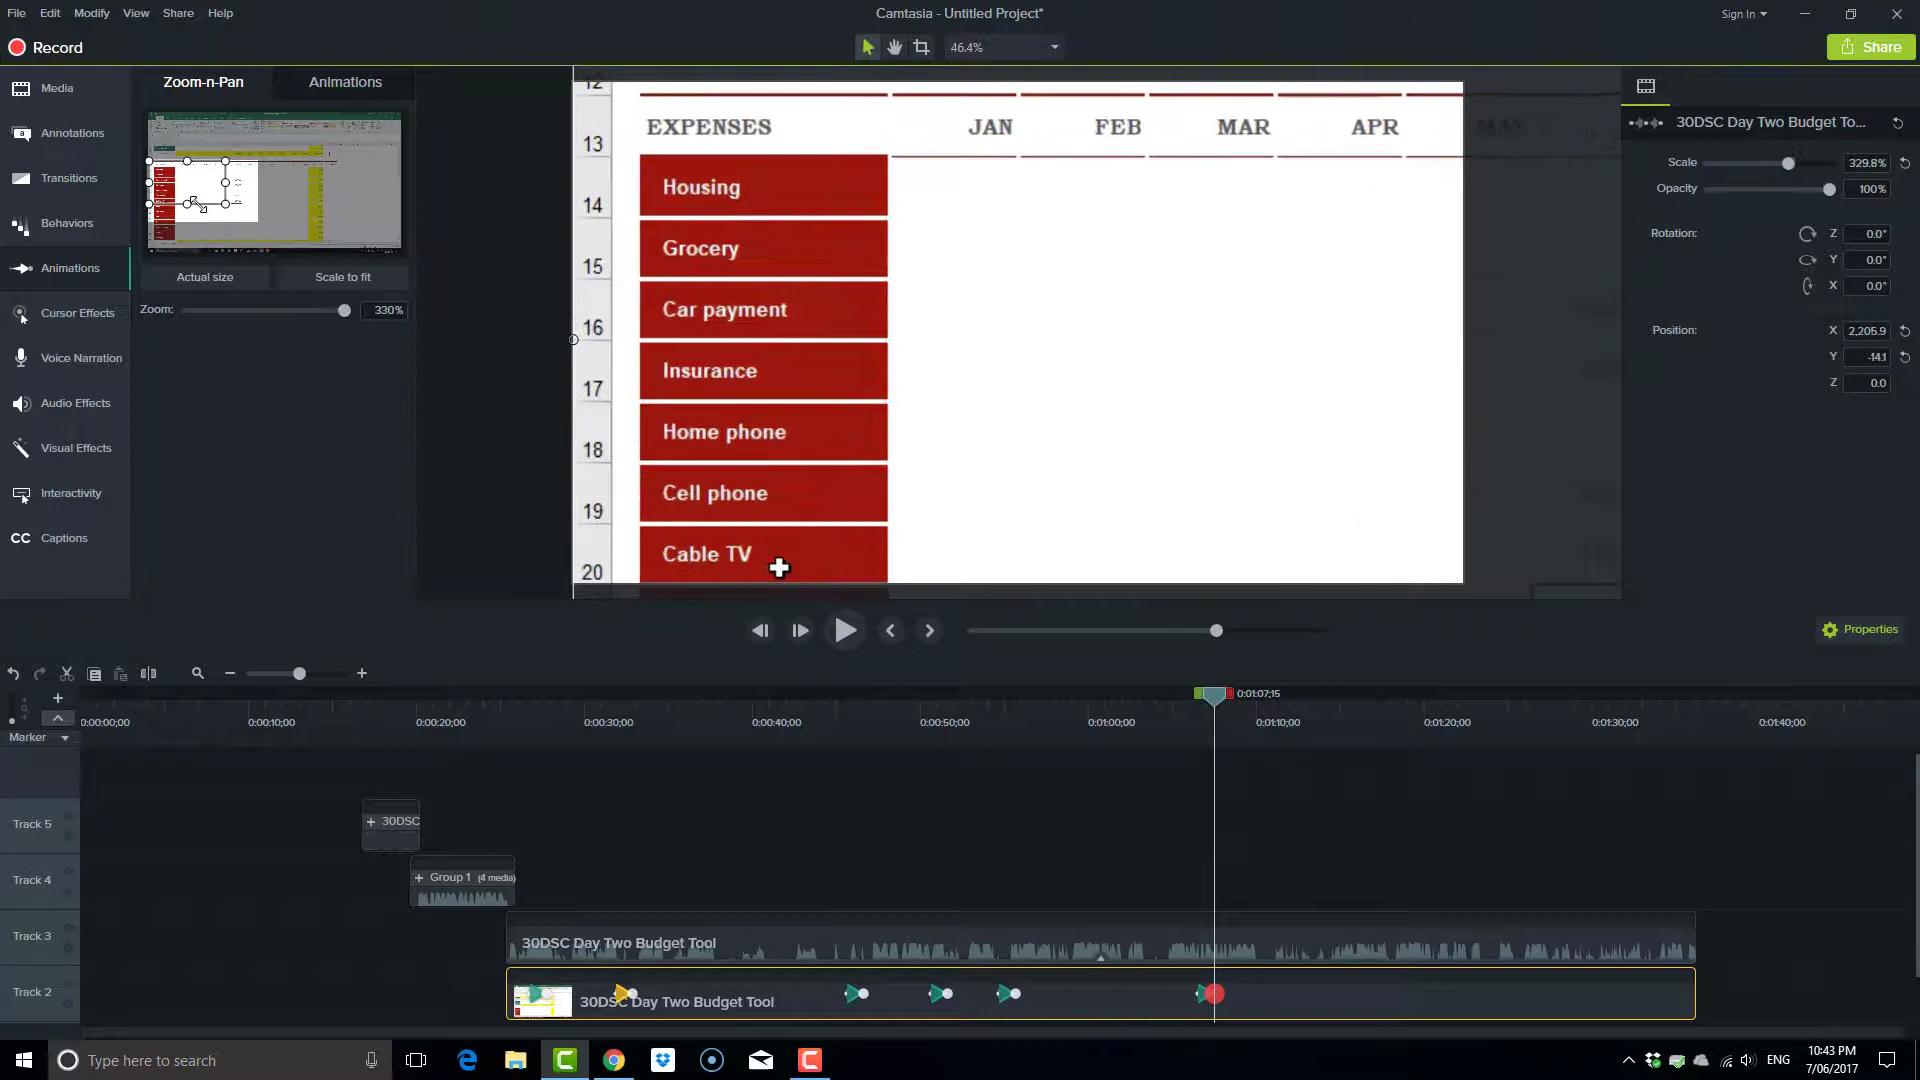 File Edit Modify View Share Help
Camtasia - Untitled Project*
Sign In
Record
46.4%
Share
Media
Annotations
Transitions
Behaviors
Animations
Cursor Effects
Voice Narration
Audio Effects
Visual Effects
Interactivity
CC Captions
Zoom-n-Pan Animations
Actual size Scale to fit
Zoom: 330%
12
13 EXPENSES JAN FEB MAR APR MAY
14 Housing
15 Grocery
16 Car payment
17 Insurance
18 Home phone
19 Cell phone
20 Cable TV
30DSC Day Two Budget To...
Scale 329.8%
Opacity 100%
Rotation: Z 0.0°
Y 0.0°
X 0.0°
Position: X 2,205.9
Y -14.1
Z 0.0
Properties
0:01:07;15
0:00:00;00 0:00:10;00 0:00:20;00 0:00:30;00 0:00:40;00 0:00:50;00 0:01:00;00 0:01:10;00 0:01:20;00 0:01:30;00 0:01:40;00
Marker
Track 5 + 30DSC
Track 4 + Group 1 (4 media)
Track 3 30DSC Day Two Budget Tool
Track 2 30DSC Day Two Budget Tool
Type here to search
ENG
10:43 PM
7/06/2017